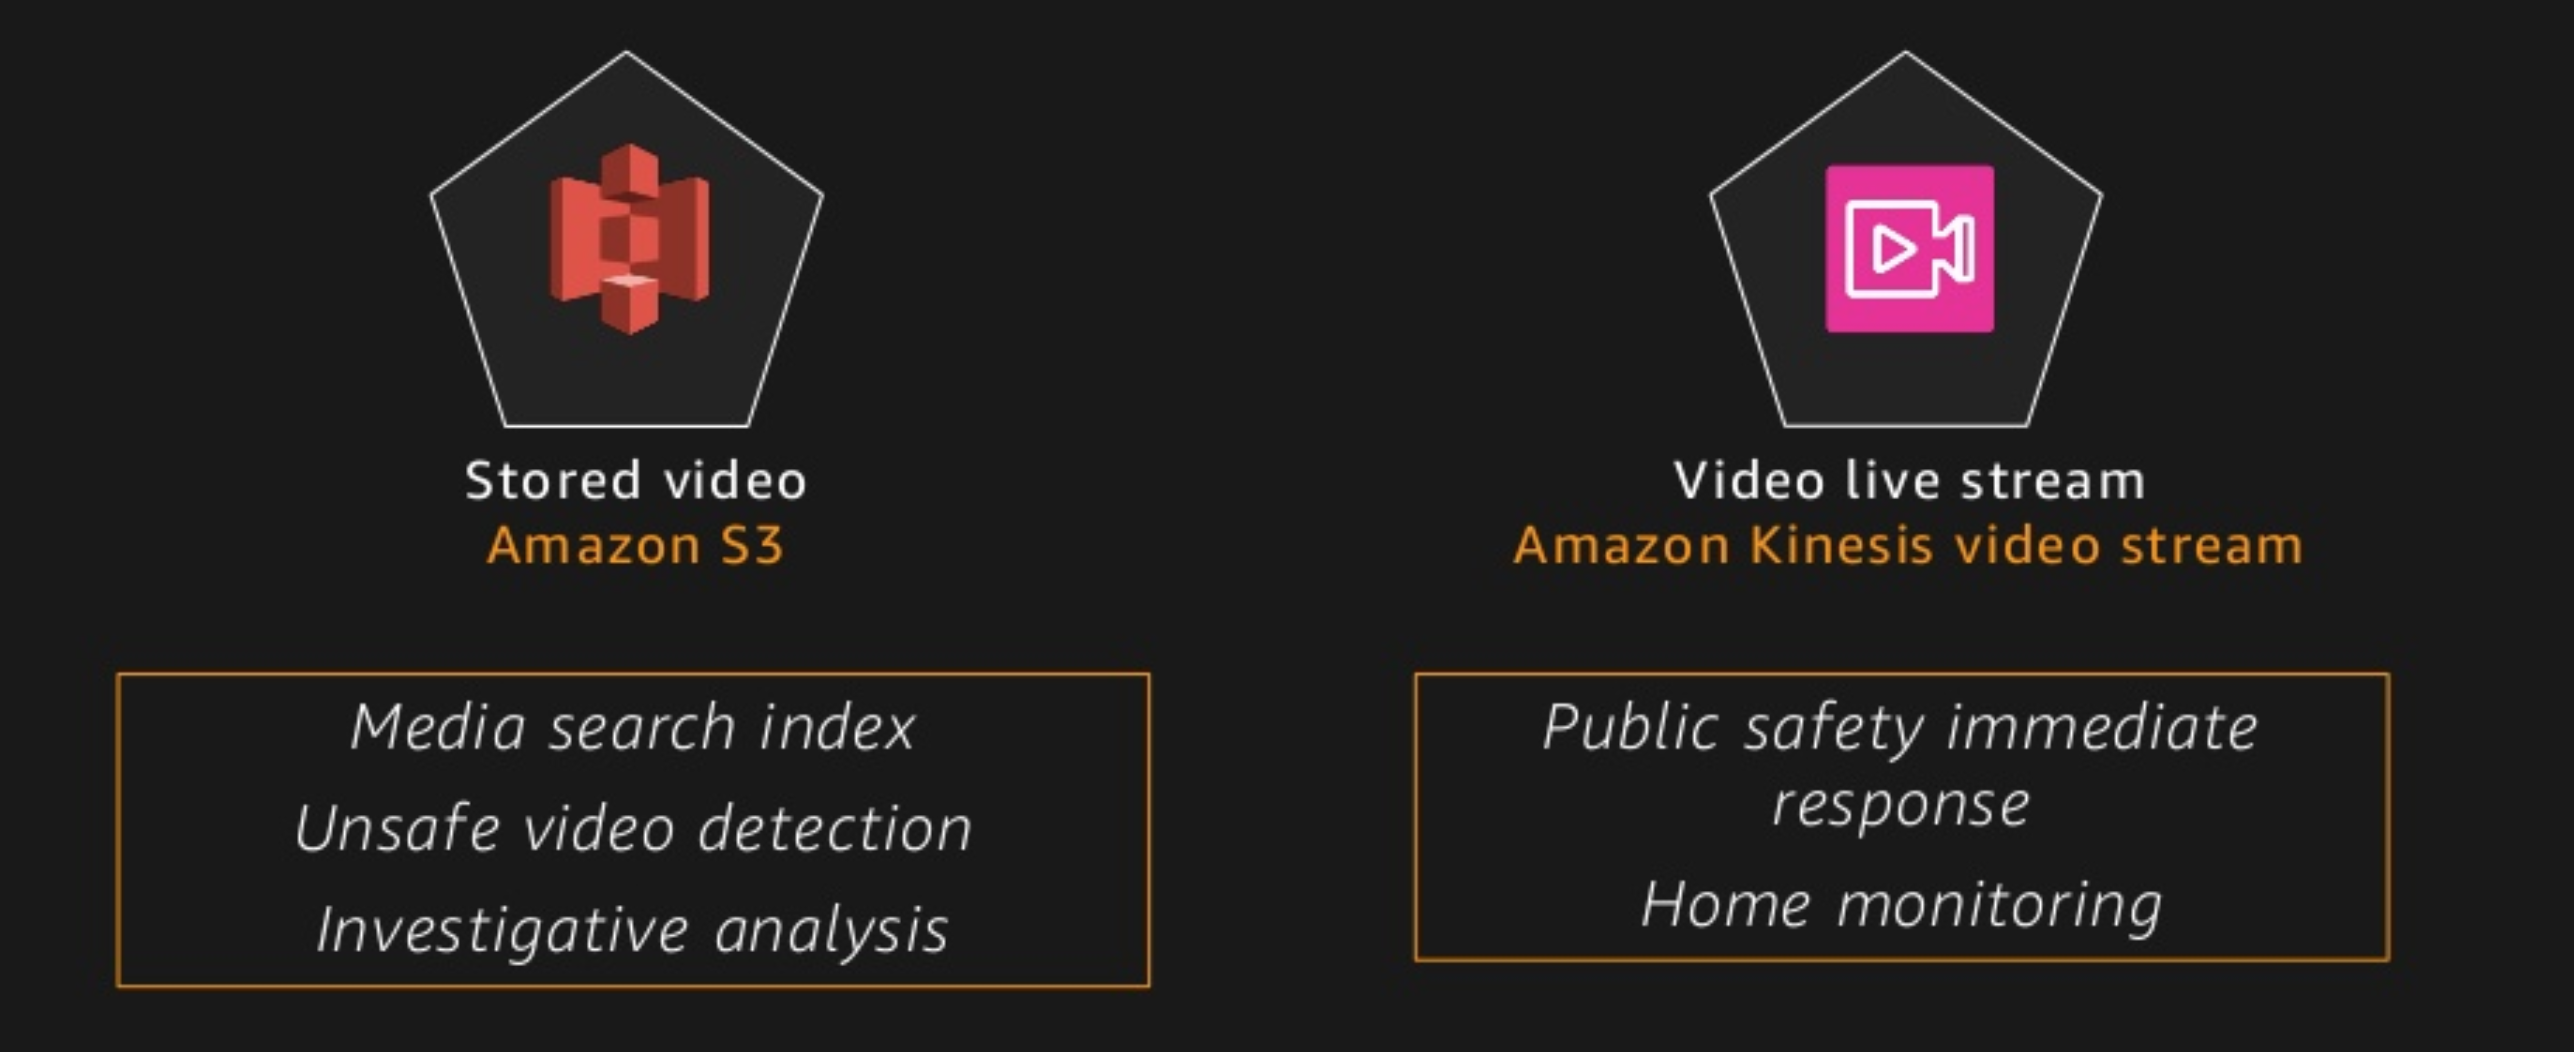 Stored video
Amazon S3
Media search index
Unsafe video detection
Investigative analysis
Video live stream
Amazon Kinesis video stream
Public safety immediate
response
Home monitoring